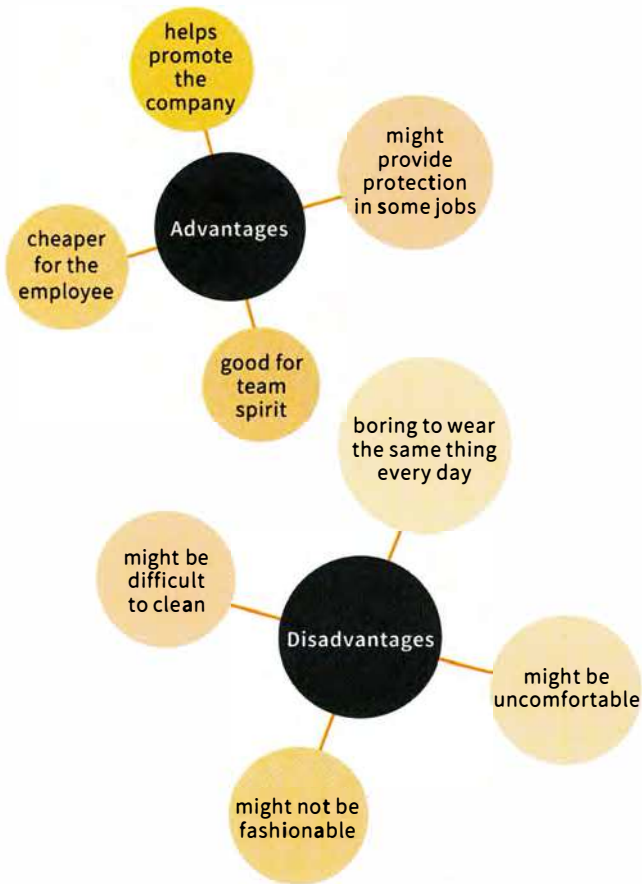 helps
promote
the
company
might
provide
protection
in some jobs
Advantages
cheaper
for the
employee
good for
team
spirit
boring to wear
the same thing
every day
might be
difficult
to clean
Disadvantages
might be
uncomfortable
might not be
fashionable